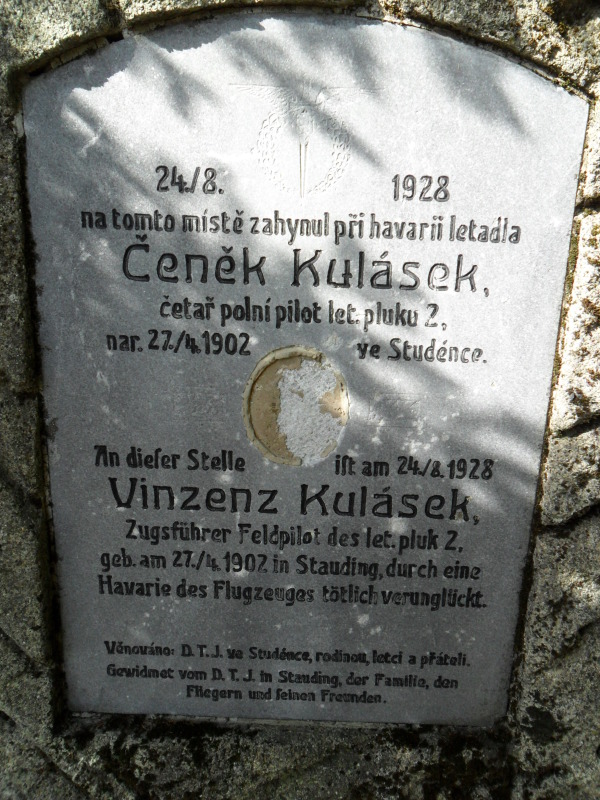 24./8. 1928
na tomto místě zahynul při havarii letadla
Čeněk Kulásek,
četař polní pilot let. pluku 2,
nar. 27./4. 1902 ve Studénce.
An dieser Stelle ist am 24./8. 1928
Vinzenz Kulásek,
Zugsführer Feldpilot des let. pluk 2,
geb. am 27./4. 1902 in Stauding, durch eine
Havarie des Flugzeuges tötlich verunglückt.
Věnováno: D. T. J. ve Studénce, rodinou, letci a přáteli.
Gewidmet vom D. T. J. in Stauding, der Familie, den
Fliegern und seinen Freunden.